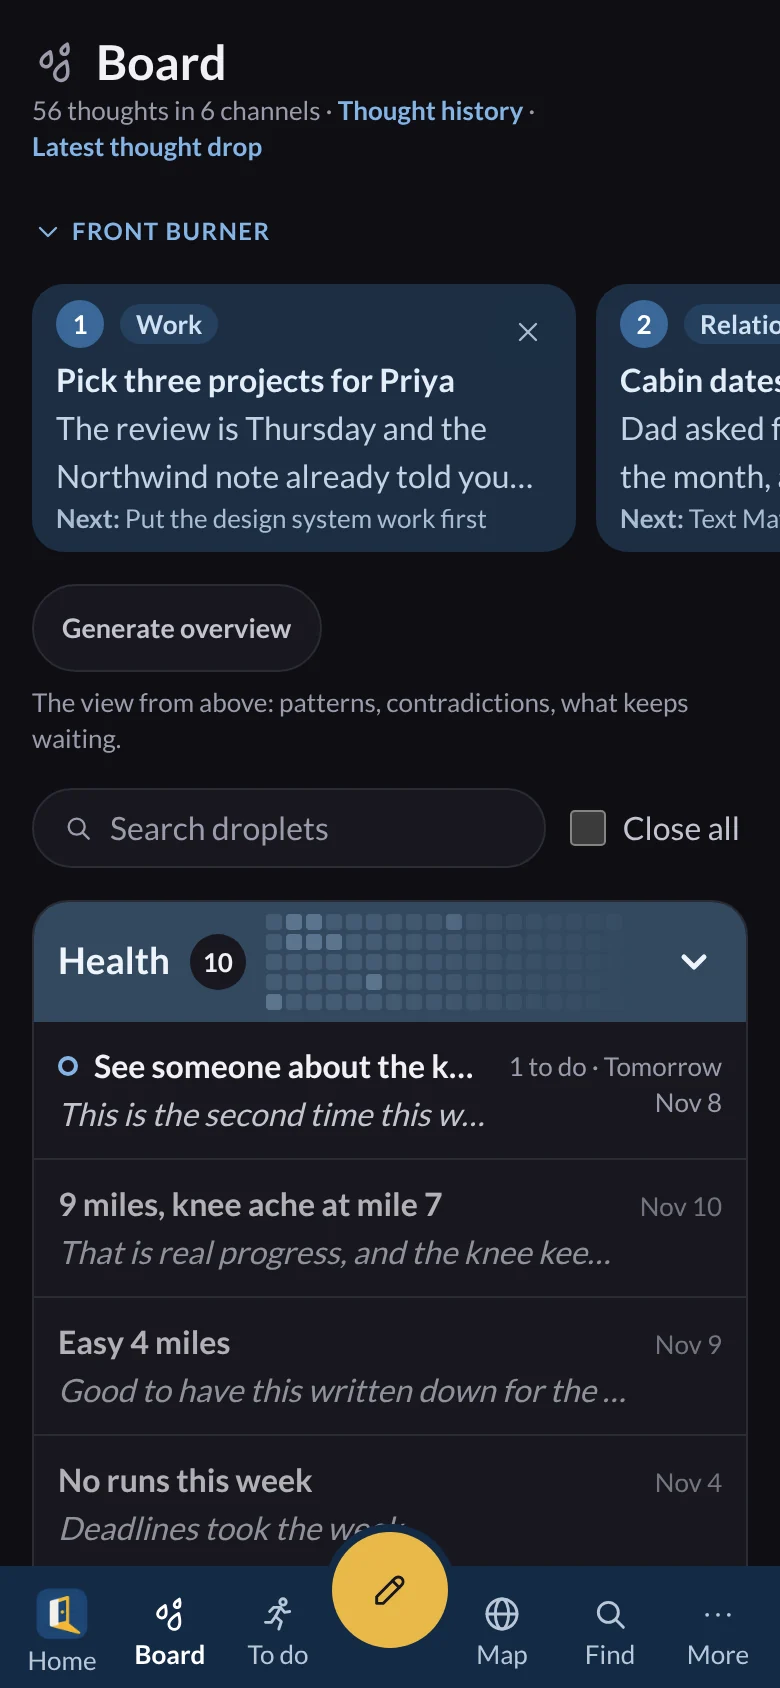 Board
56 thoughts in 6 channels · Thought history ·
Latest thought drop
FRONT BURNER
1 Work
Pick three projects for Priya
The review is Thursday and the
Northwind note already told you...
Next: Put the design system work first
2
Cabin dates
Dad asked
the month,
Next: Text
Generate overview
The view from above: patterns, contradictions, what keeps
waiting.
Search droplets
Close all
Health 10
See someone about the k... 1 to do · Tomorrow
This is the second time this w... Nov 8
9 miles, knee ache at mile 7 Nov 10
That is real progress, and the knee kee...
Easy 4 miles Nov 9
Good to have this written down for the ...
No runs this week Nov 4
Deadlines took the
Home Board To do Map Find More